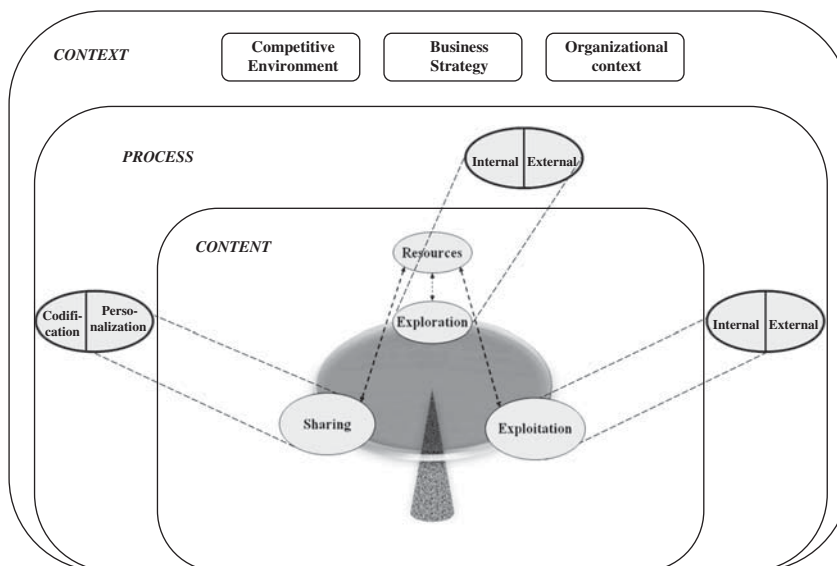 CONTEXT
Competitive
Environment
Business
Strategy
Organizational
context
PROCESS
Internal
External
CONTENT
Resources
Exploration
Codifi-
cation
Perso-
nalization
Internal
External
Sharing
Exploitation